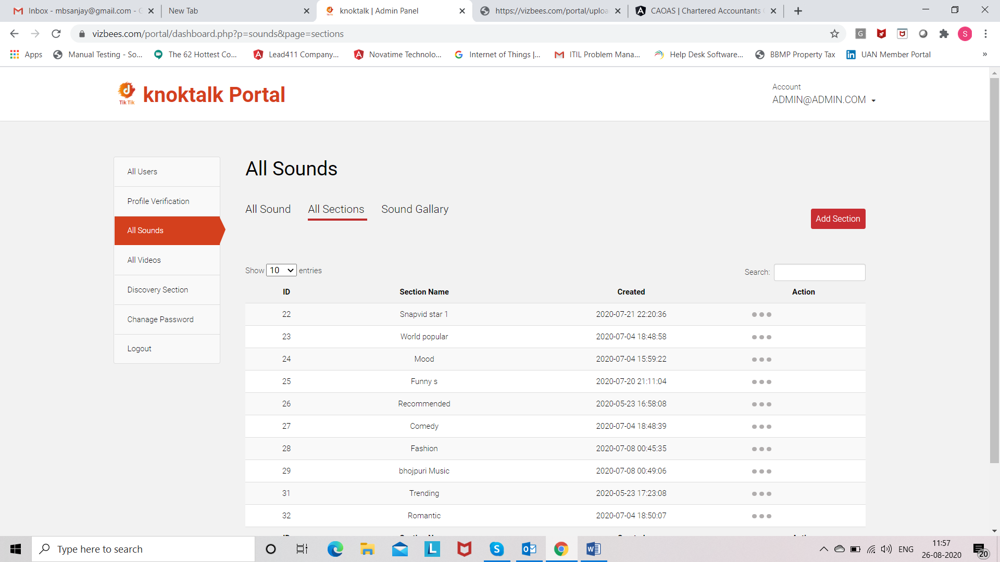 Inbox - mbsanjay@gmail.com - G
New Tab
knoktalk | Admin Panel
https://vizbees.com/portal/uploa
CAOAS | Chartered Accountants
vizbees.com/portal/dashboard.php?p=sounds&page=sections
G
S
Apps
Manual Testing - So...
The 62 Hottest Co...
Lead411 Company,...
Novatime Technolo...
Internet of Things |...
ITIL Problem Mana...
Help Desk Software...
BBMP Property Tax
UAN Member Portal
»
Tik Tik
knoktalk Portal
Account
ADMIN@ADMIN.COM
All Users
Profile Verification
All Sounds
All Videos
Discovery Section
Chanage Password
Logout
All Sounds
All Sound All Sections Sound Gallary
Add Section
Show 10 entries
Search:
ID Section Name Created Action
22 Snapvid star 1 2020-07-21 22:20:36
23 World popular 2020-07-04 18:48:58
24 Mood 2020-07-04 15:59:22
25 Funny s 2020-07-20 21:11:04
26 Recommended 2020-05-23 16:58:08
27 Comedy 2020-07-04 18:48:39
28 Fashion 2020-07-08 00:45:35
29 bhojpuri Music 2020-07-08 00:49:06
31 Trending 2020-05-23 17:23:08
32 Romantic 2020-07-04 18:50:07
Type here to search
ENG
11:57
26-08-2020
20